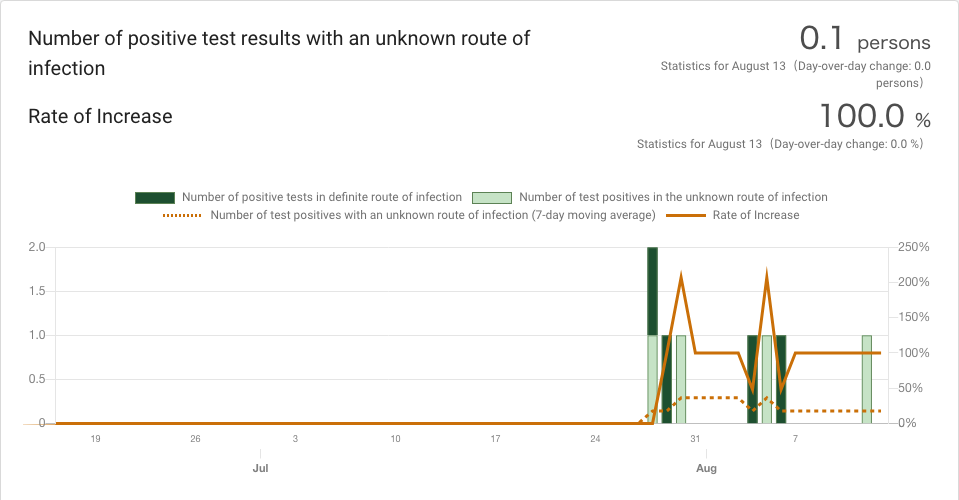 Number of positive test results with an unknown route of
infection
0.1 persons
Statistics for August 13（Day-over-day change: 0.0
persons）
Rate of Increase
100.0 %
Statistics for August 13（Day-over-day change: 0.0 %）
Number of positive tests in definite route of infection
Number of test positives in the unknown route of infection
Number of test positives with an unknown route of infection (7-day moving average)
Rate of Increase
2.0
1.5
1.0
0.5
0
250%
200%
150%
100%
50%
0%
19 26 3 10 17 24 31 7
Jul Aug